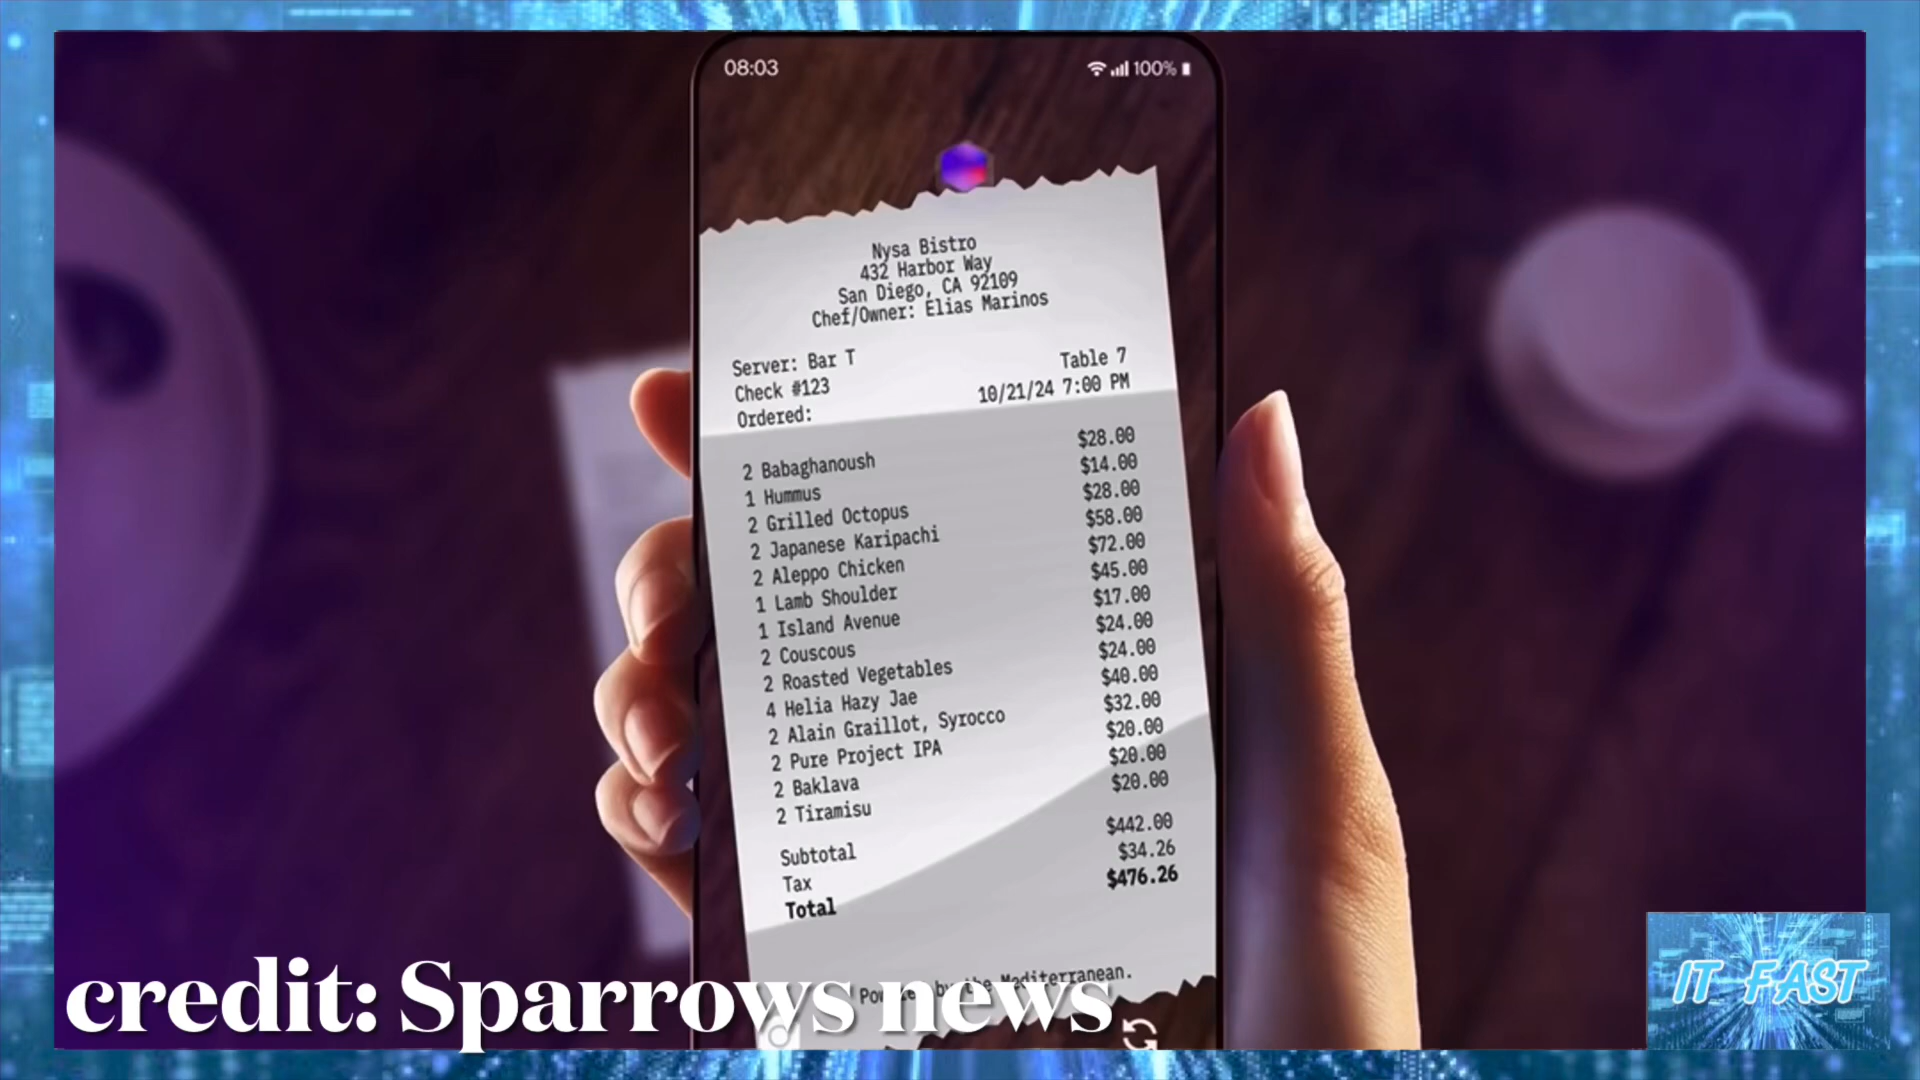 08:03
100%
Nysa Bistro
432 Harbor Way
San Diego, CA 92109
Chef/Owner: Elias Marinos
Server: Bar T
Table 7
Check #123
10/21/24 7:00 PM
Ordered:
2 Babaghanoush $28.00
1 Hummus $14.00
2 Grilled Octopus $28.00
2 Japanese Karipachi $58.00
2 Aleppo Chicken $72.00
1 Lamb Shoulder $45.00
1 Island Avenue $17.00
2 Couscous $24.00
2 Roasted Vegetables $24.00
4 Helia Hazy Jae $40.00
2 Alain Graillot, Syrocco $32.00
2 Pure Project IPA $20.00
2 Baklava $20.00
2 Tiramisu $20.00
Subtotal $442.00
Tax $34.26
Total $476.26
Powered by the Mediterranean.
credit: Sparrows news
IT FAST